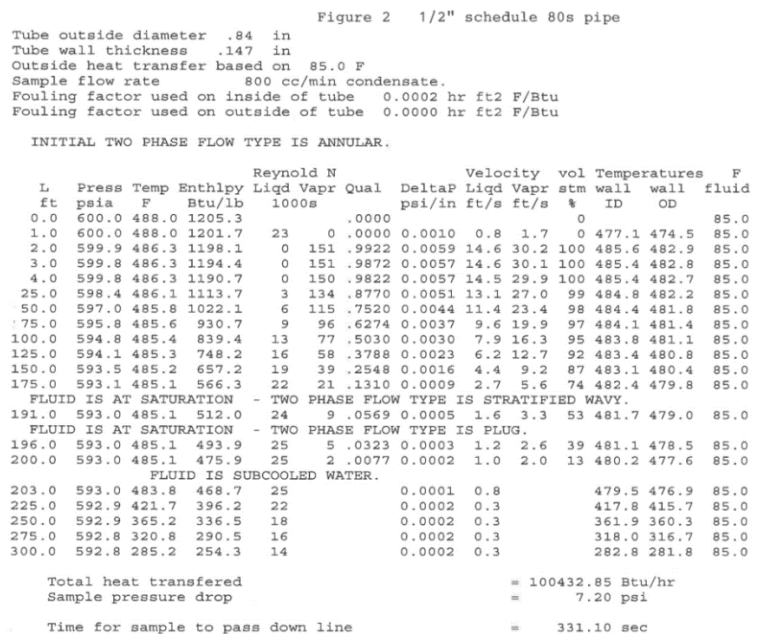 Figure 2 1/2" schedule 80s pipe
Tube outside diameter .84 in
Tube wall thickness .147 in
Outside heat transfer based on 85.0 F
Sample flow rate 800 cc/min condensate.
Fouling factor used on inside of tube 0.0002 hr ft2 F/Btu
Fouling factor used on outside of tube 0.0000 hr ft2 F/Btu
INITIAL TWO PHASE FLOW TYPE IS ANNULAR.
Reynold N Velocity vol Temperatures F
L Press Temp Enthlpy Liqd Vapr Qual DeltaP Liqd Vapr stm wall wall fluid
ft psia F Btu/lb 1000s psi/in ft/s ft/s % ID OD
0.0 600.0 488.0 1205.3 .0000 0 85.0
1.0 600.0 488.0 1201.7 23 0 .0000 0.0010 0.8 1.7 0 477.1 474.5 85.0
2.0 599.9 486.3 1198.1 0 151 .9922 0.0059 14.6 30.2 100 485.6 482.9 85.0
3.0 599.8 486.3 1194.4 0 151 .9872 0.0057 14.6 30.1 100 485.4 482.8 85.0
4.0 599.8 486.3 1190.7 0 150 .9822 0.0057 14.5 29.9 100 485.4 482.7 85.0
25.0 598.4 486.1 1113.7 3 134 .8770 0.0051 13.1 27.0 99 484.8 482.2 85.0
50.0 597.0 485.8 1022.1 6 115 .7520 0.0044 11.4 23.4 98 484.4 481.8 85.0
75.0 595.8 485.6 930.7 9 96 .6274 0.0037 9.6 19.9 97 484.1 481.4 85.0
100.0 594.8 485.4 839.4 13 77 .5030 0.0030 7.9 16.3 95 483.8 481.1 85.0
125.0 594.1 485.3 748.2 16 58 .3788 0.0023 6.2 12.7 92 483.4 480.8 85.0
150.0 593.5 485.2 657.2 19 39 .2548 0.0016 4.4 9.2 87 483.1 480.4 85.0
175.0 593.1 485.1 566.3 22 21 .1310 0.0009 2.7 5.6 74 482.4 479.8 85.0
FLUID IS AT SATURATION - TWO PHASE FLOW TYPE IS STRATIFIED WAVY.
191.0 593.0 485.1 512.0 24 9 .0569 0.0005 1.6 3.3 53 481.7 479.0 85.0
FLUID IS AT SATURATION - TWO PHASE FLOW TYPE IS PLUG.
196.0 593.0 485.1 493.9 25 5 .0323 0.0003 1.2 2.6 39 481.1 478.5 85.0
200.0 593.0 485.1 475.9 25 2 .0077 0.0002 1.0 2.0 13 480.2 477.6 85.0
FLUID IS SUBCOOLED WATER.
203.0 593.0 483.8 468.7 25 0.0001 0.8 479.5 476.9 85.0
225.0 592.9 421.7 396.2 22 0.0002 0.3 417.8 415.7 85.0
250.0 592.9 365.2 336.5 18 0.0002 0.3 361.9 360.3 85.0
275.0 592.8 320.8 290.5 16 0.0002 0.3 318.0 316.7 85.0
300.0 592.8 285.2 254.3 14 0.0002 0.3 282.8 281.8 85.0
Total heat transfered = 100432.85 Btu/hr
Sample pressure drop = 7.20 psi
Time for sample to pass down line = 331.10 sec